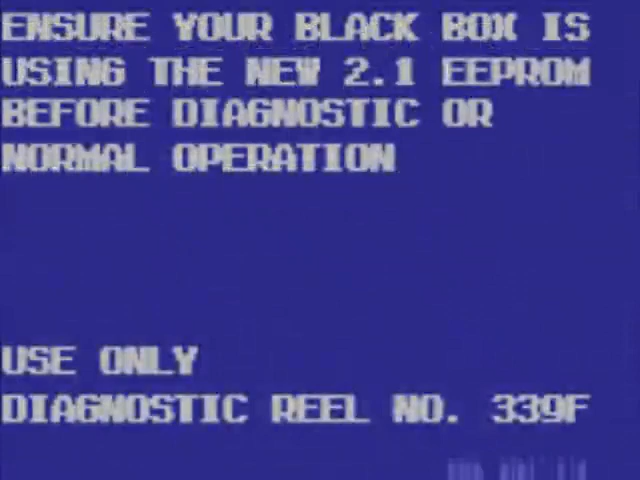 ENSURE YOUR BLACK BOX IS
USING THE NEW 2.1 EEPROM
BEFORE DIAGNOSTIC OR
NORMAL OPERATION
USE ONLY
DIAGNOSTIC REEL NO. 339F